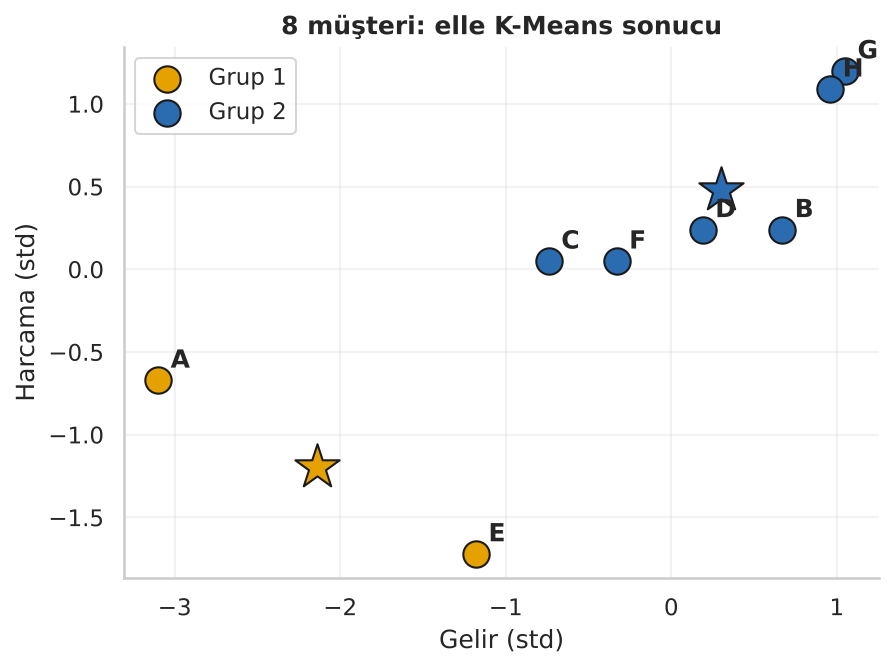 8 müşteri: elle K-Means sonucu
Grup 1
Grup 2
G
H
D
B
C
F
A
E
1.0
0.5
0.0
−0.5
−1.0
−1.5
Harcama (std)
−3
−2
−1
0
1
Gelir (std)